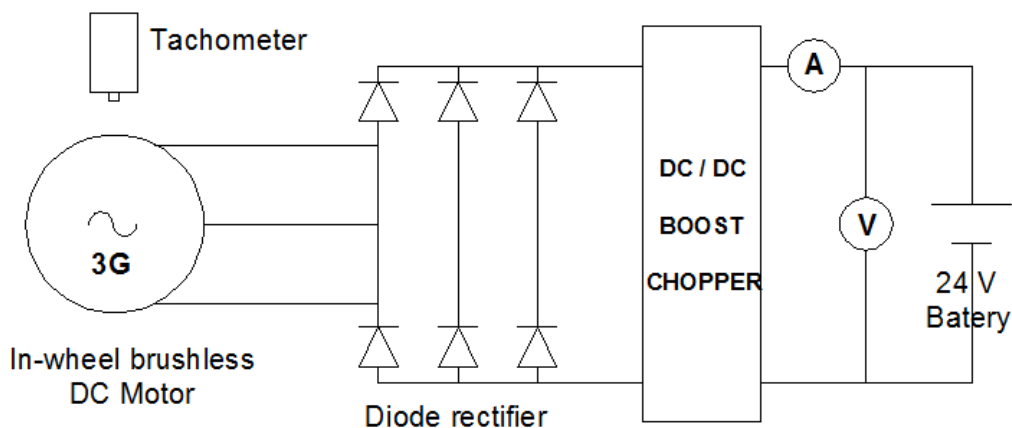 Tachometer
3G
In-wheel brushless
DC Motor
Diode rectifier
DC / DC
BOOST
CHOPPER
A
V
24 V
Batery